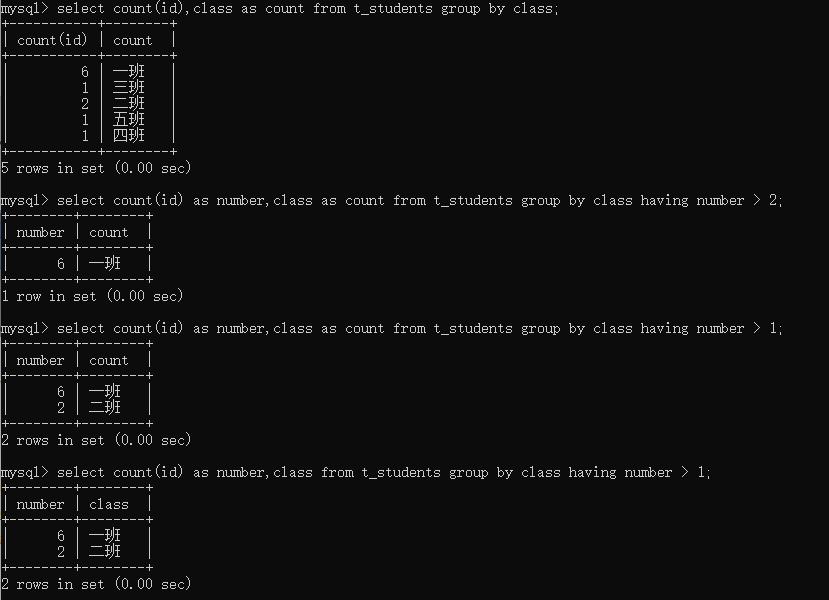 mysql> select count(id),class as count from t_students group by class;
+-----------+--------+
| count(id) | count  |
+-----------+--------+
|         6 | 一班   |
|         1 | 三班   |
|         2 | 二班   |
|         1 | 五班   |
|         1 | 四班   |
+-----------+--------+
5 rows in set (0.00 sec)
mysql> select count(id) as number,class as count from t_students group by class having number > 2;
+--------+--------+
| number | count  |
+--------+--------+
|      6 | 一班   |
+--------+--------+
1 row in set (0.00 sec)
mysql> select count(id) as number,class as count from t_students group by class having number > 1;
+--------+--------+
| number | count  |
+--------+--------+
|      6 | 一班   |
|      2 | 二班   |
+--------+--------+
2 rows in set (0.00 sec)
mysql> select count(id) as number,class from t_students group by class having number > 1;
+--------+--------+
| number | class  |
+--------+--------+
|      6 | 一班   |
|      2 | 二班   |
+--------+--------+
2 rows in set (0.00 sec)